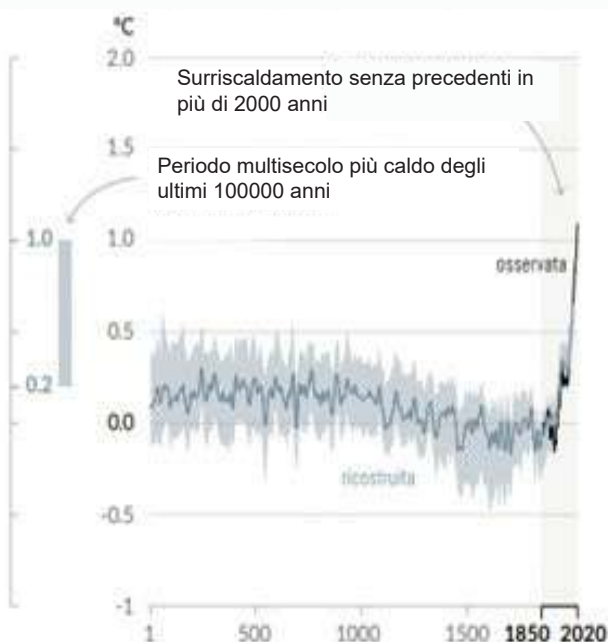 °C
2.0
Surriscaldamento senza precedenti in
più di 2000 anni
1.5
Periodo multisecolo più caldo degli
ultimi 100000 anni
1.0
1.0
osservata
0.5
0.2
0.0
ricostruita
-0.5
-1
1
500
1000
1500
1850
2020